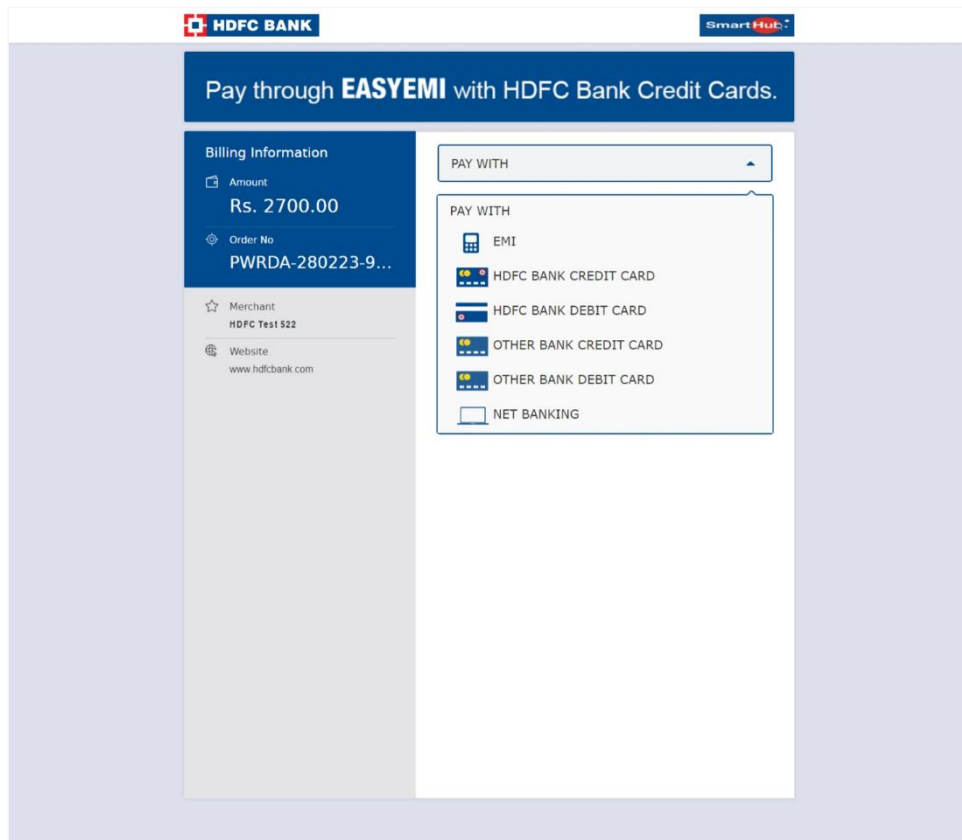 HDFC BANK
SmartHub
Pay through EASYEMI with HDFC Bank Credit Cards.
Billing Information
Amount
Rs. 2700.00
Order No
PWRDA-280223-9...
Merchant
HDFC Test 522
Website
www.hdfcbank.com
PAY WITH
PAY WITH
EMI
HDFC BANK CREDIT CARD
HDFC BANK DEBIT CARD
OTHER BANK CREDIT CARD
OTHER BANK DEBIT CARD
NET BANKING